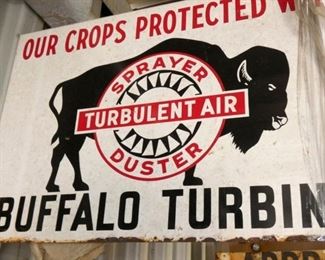 OUR CROPS PROTECTED W
SPRAYER
TURBULENT AIR
DUSTER
BUFFALO TURBIN